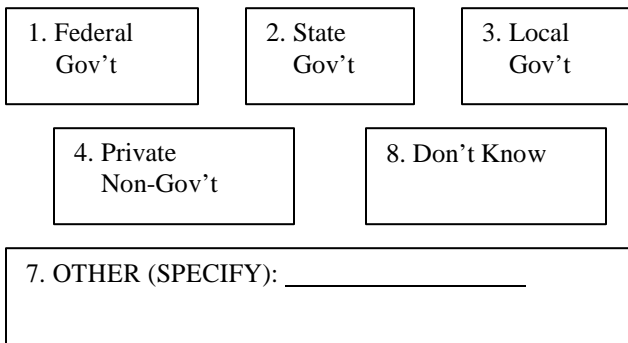 1. Federal
Gov’t
2. State
Gov’t
3. Local
Gov’t
4. Private
Non-Gov’t
8. Don’t Know
7. OTHER (SPECIFY): ____________________